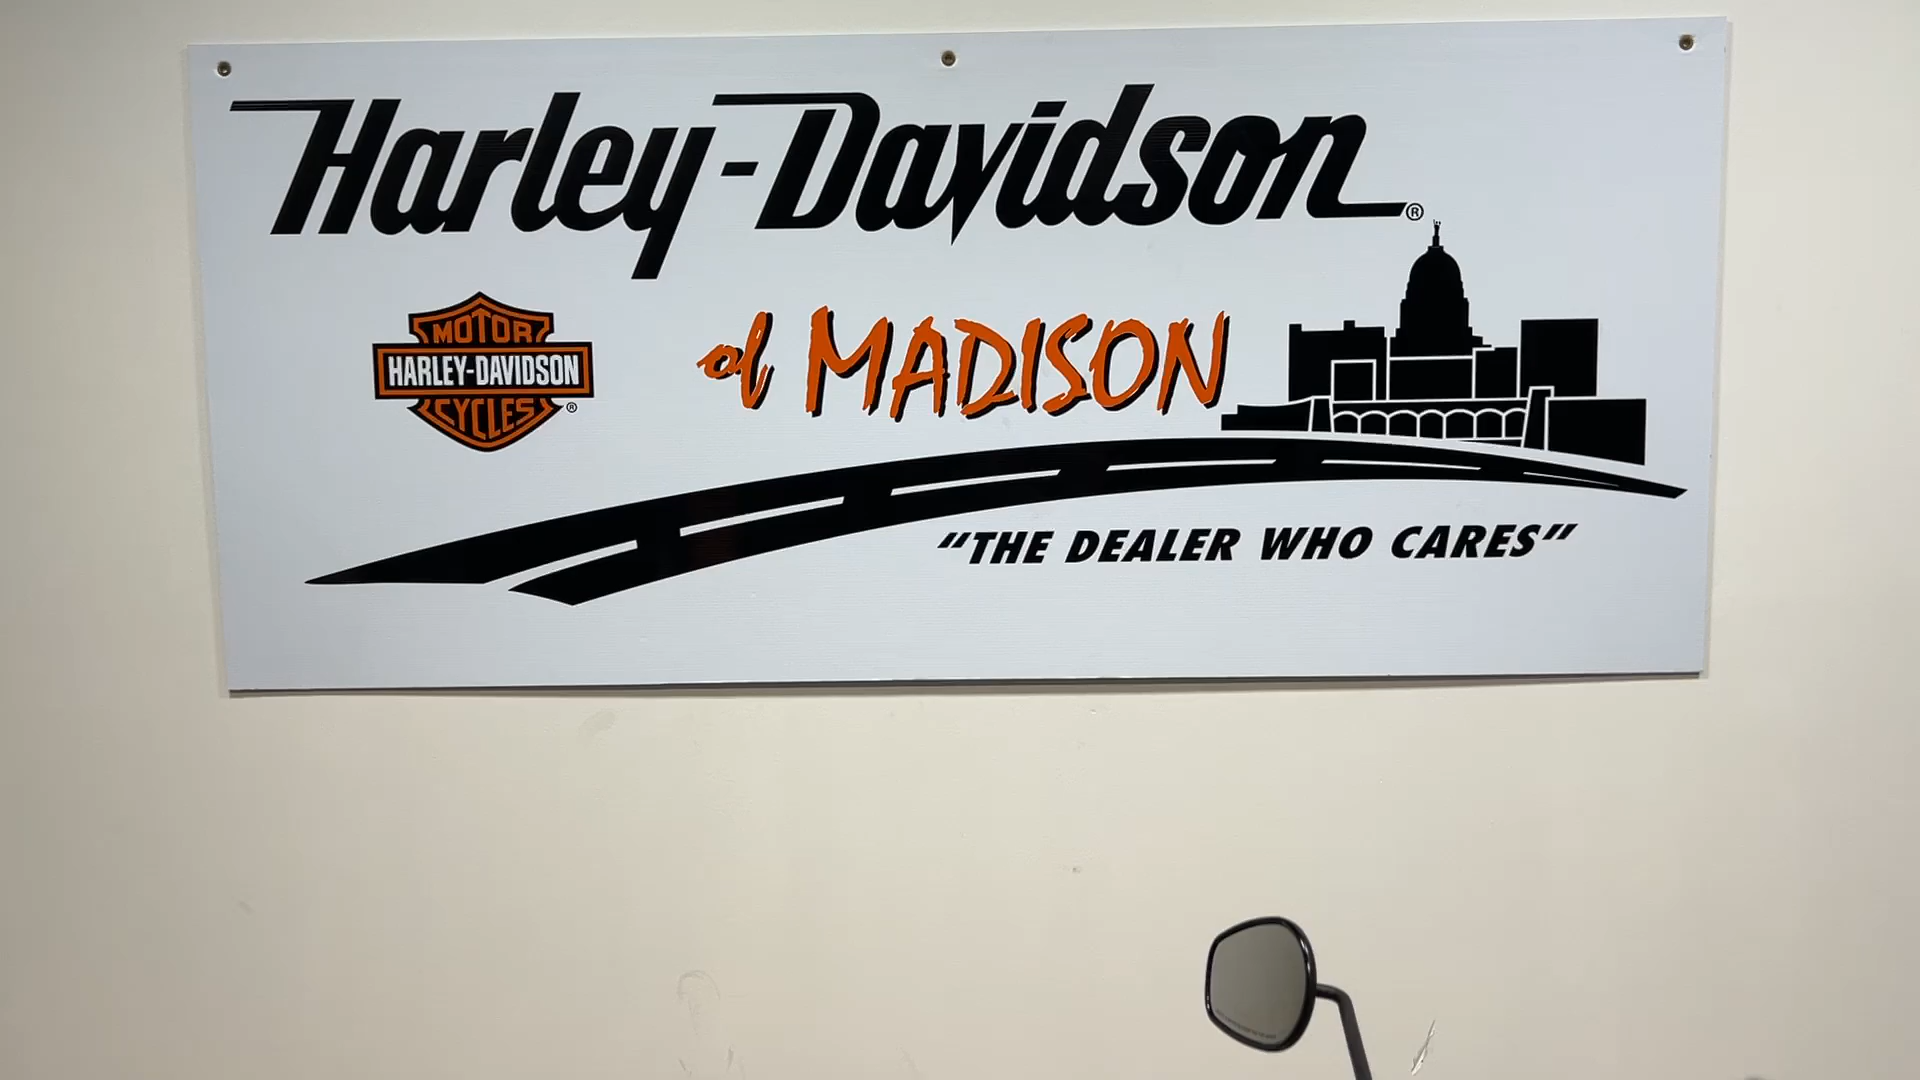 Harley-Davidson®
MOTOR
HARLEY-DAVIDSON
CYCLES®
of MADISON
"THE DEALER WHO CARES"